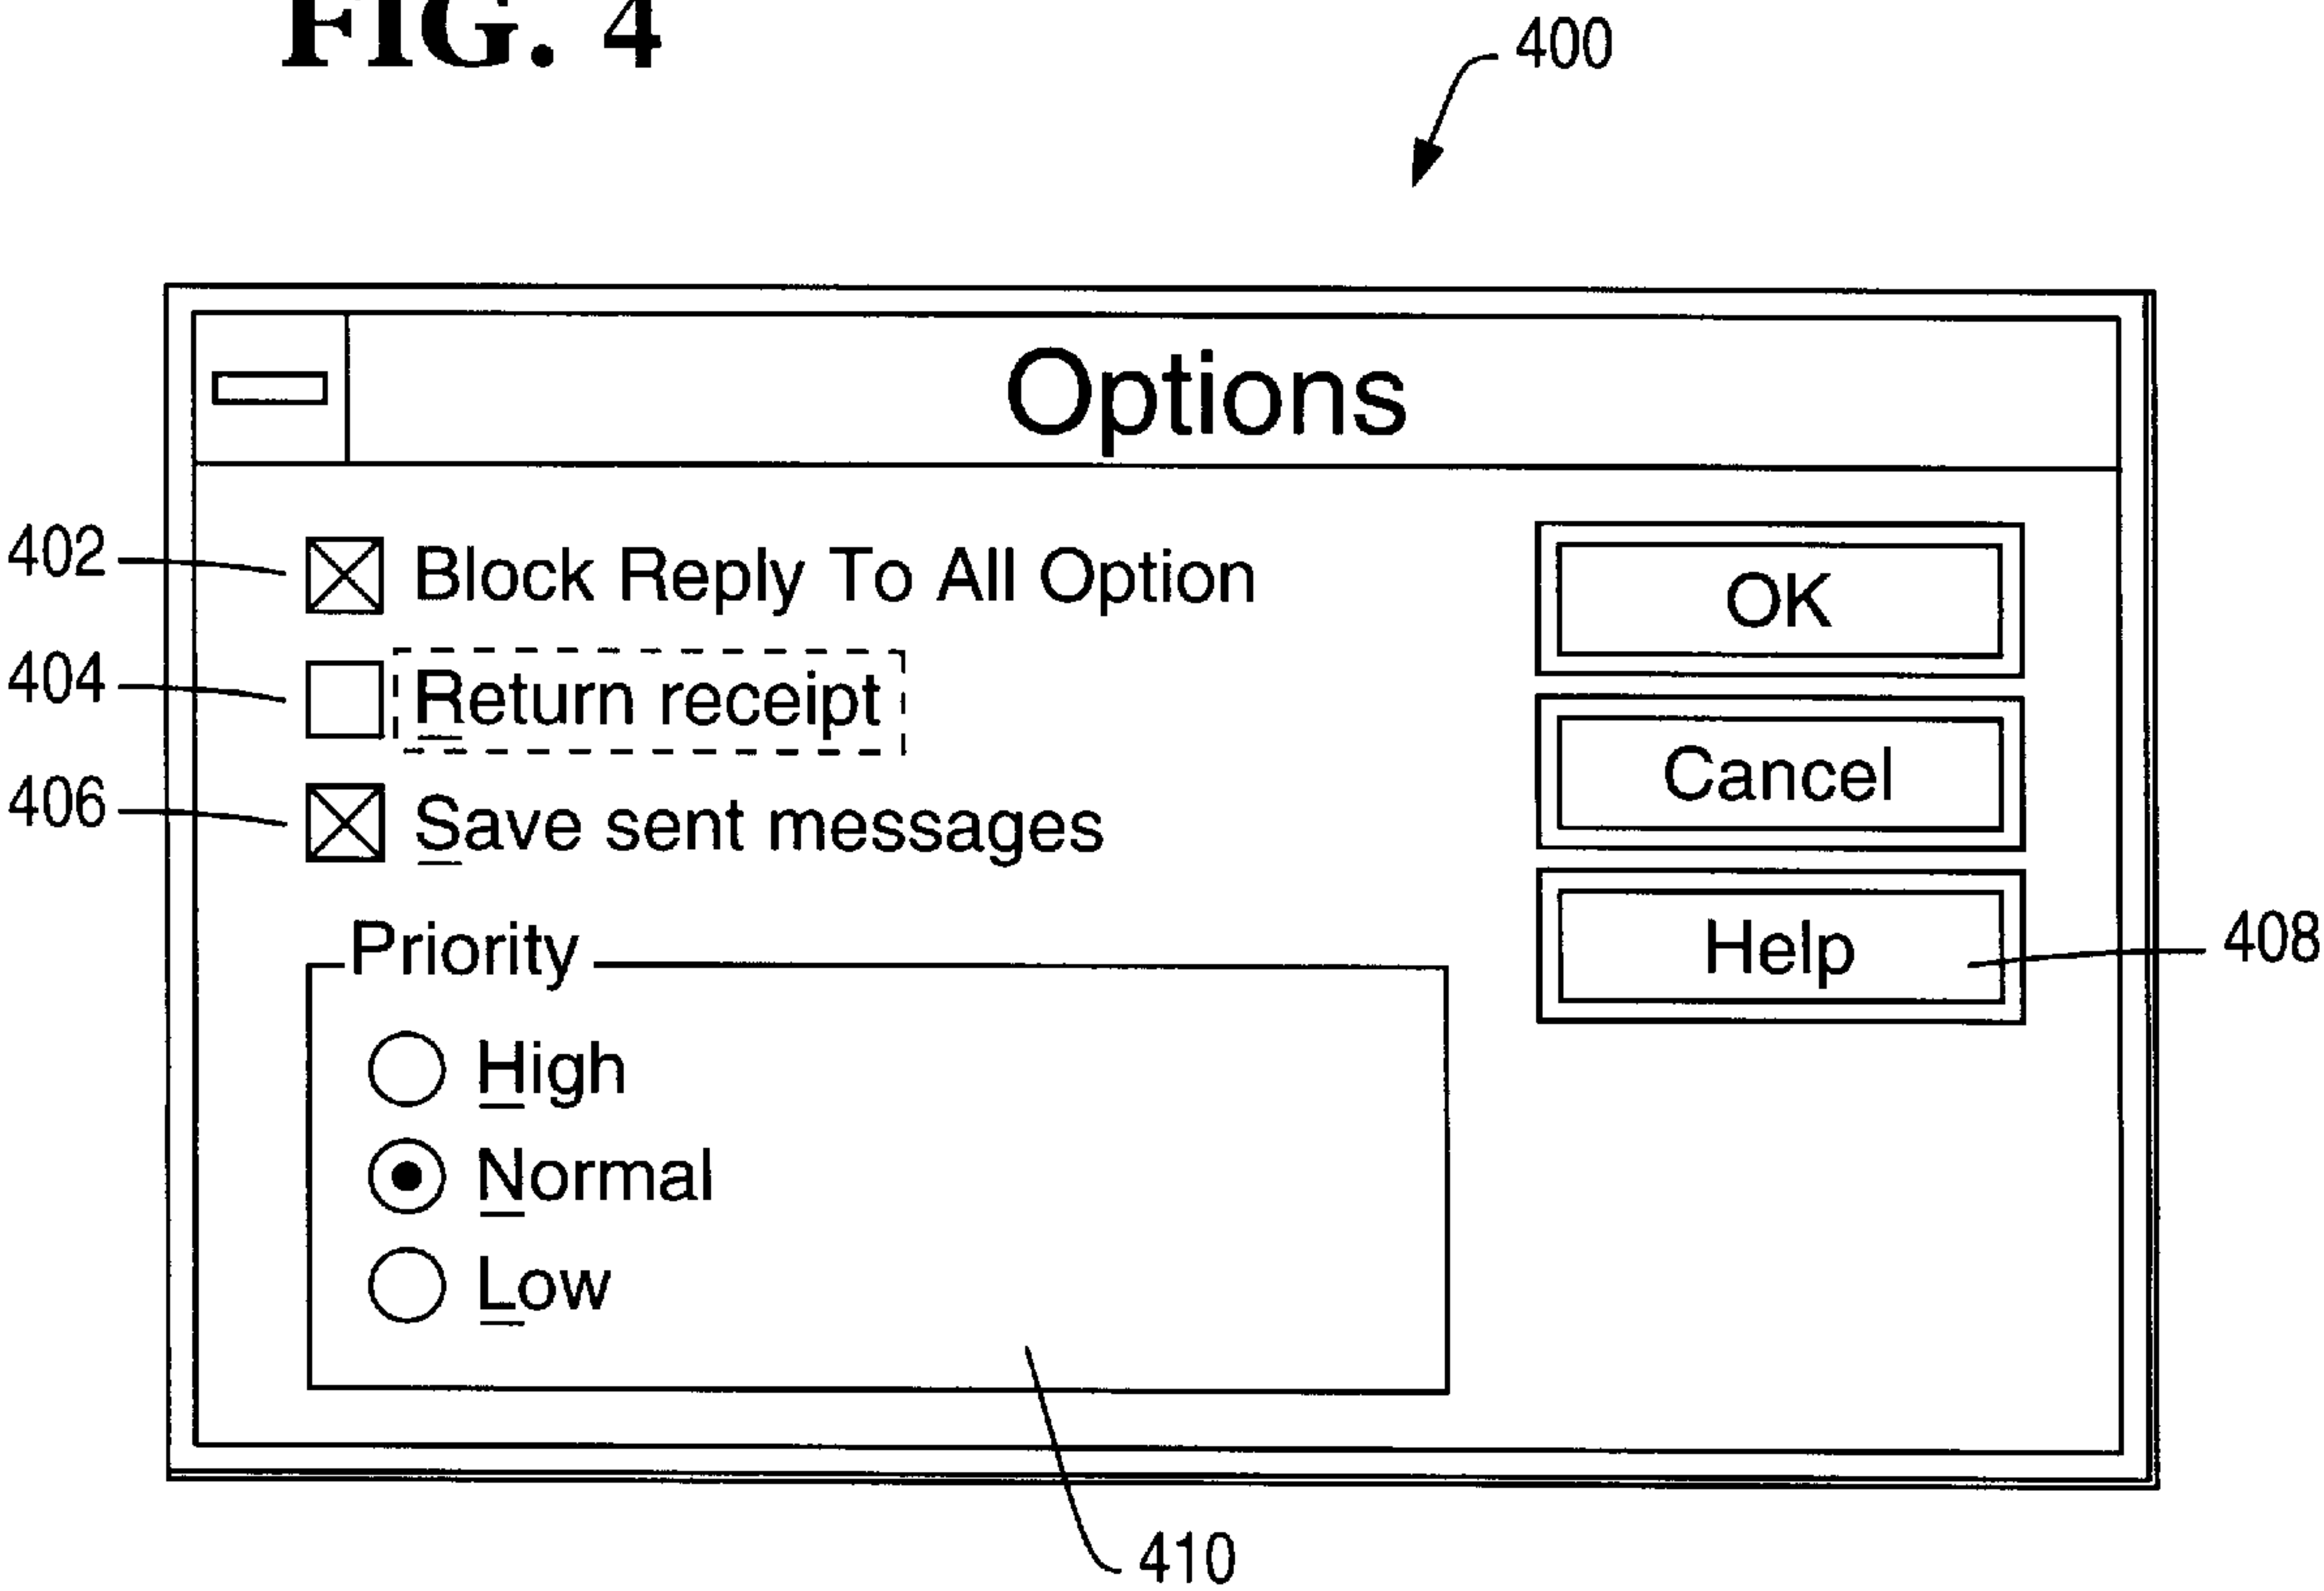 FIG. 4
400
Options
402
Block Reply To All Option
OK
404
Return receipt
Cancel
406
Save sent messages
Help
408
Priority
High
Normal
Low
410